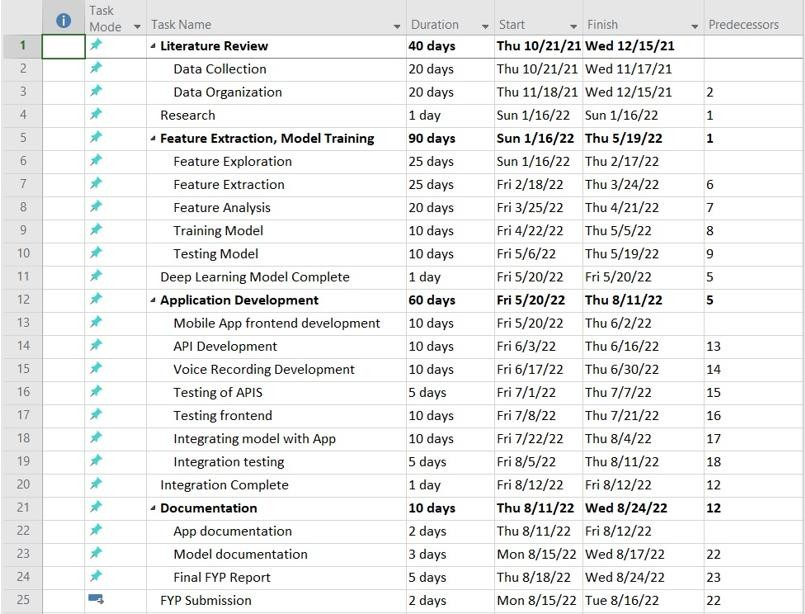 Task Mode Task Name Duration Start Finish Predecessors
1 Literature Review 40 days Thu 10/21/21 Wed 12/15/21
2 Data Collection 20 days Thu 10/21/21 Wed 11/17/21
3 Data Organization 20 days Thu 11/18/21 Wed 12/15/21 2
4 Research 1 day Sun 1/16/22 Sun 1/16/22 1
5 Feature Extraction, Model Training 90 days Sun 1/16/22 Thu 5/19/22 1
6 Feature Exploration 25 days Sun 1/16/22 Thu 2/17/22
7 Feature Extraction 25 days Fri 2/18/22 Thu 3/24/22 6
8 Feature Analysis 20 days Fri 3/25/22 Thu 4/21/22 7
9 Training Model 10 days Fri 4/22/22 Thu 5/5/22 8
10 Testing Model 10 days Fri 5/6/22 Thu 5/19/22 9
11 Deep Learning Model Complete 1 day Fri 5/20/22 Fri 5/20/22 5
12 Application Development 60 days Fri 5/20/22 Thu 8/11/22 5
13 Mobile App frontend development 10 days Fri 5/20/22 Thu 6/2/22
14 API Development 10 days Fri 6/3/22 Thu 6/16/22 13
15 Voice Recording Development 10 days Fri 6/17/22 Thu 6/30/22 14
16 Testing of APIS 5 days Fri 7/1/22 Thu 7/7/22 15
17 Testing frontend 10 days Fri 7/8/22 Thu 7/21/22 16
18 Integrating model with App 10 days Fri 7/22/22 Thu 8/4/22 17
19 Integration testing 5 days Fri 8/5/22 Thu 8/11/22 18
20 Integration Complete 1 day Fri 8/12/22 Fri 8/12/22 12
21 Documentation 10 days Thu 8/11/22 Wed 8/24/22 12
22 App documentation 2 days Thu 8/11/22 Fri 8/12/22
23 Model documentation 3 days Mon 8/15/22 Wed 8/17/22 22
24 Final FYP Report 5 days Thu 8/18/22 Wed 8/24/22 23
25 FYP Submission 2 days Mon 8/15/22 Tue 8/16/22 22